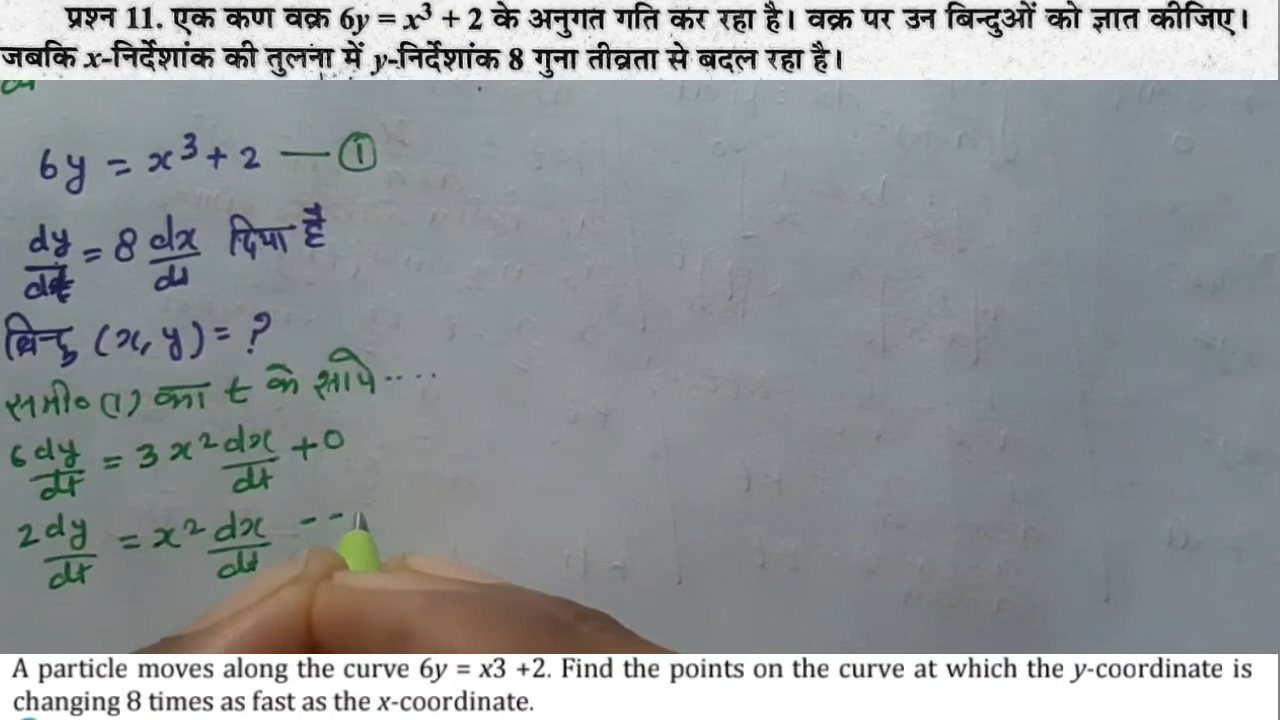 प्रश्न 11. एक कण वक्र 6y = x³ + 2 के अनुगत गति कर रहा है। वक्र पर उन बिन्दुओं को ज्ञात कीजिए।
जबकि x-निर्देशांक की तुलना में y-निर्देशांक 8 गुना तीव्रता से बदल रहा है।
6y = x³ + 2 — ①
dy/dt = 8 dx/dt दिया है
बिन्दु (x, y) = ?
समी० (1) का t के सापे....
6 dy/dt = 3x² dx/dt + 0
2 dy/dt = x² dx/dt --
A particle moves along the curve 6y = x3 +2. Find the points on the curve at which the y-coordinate is
changing 8 times as fast as the x-coordinate.